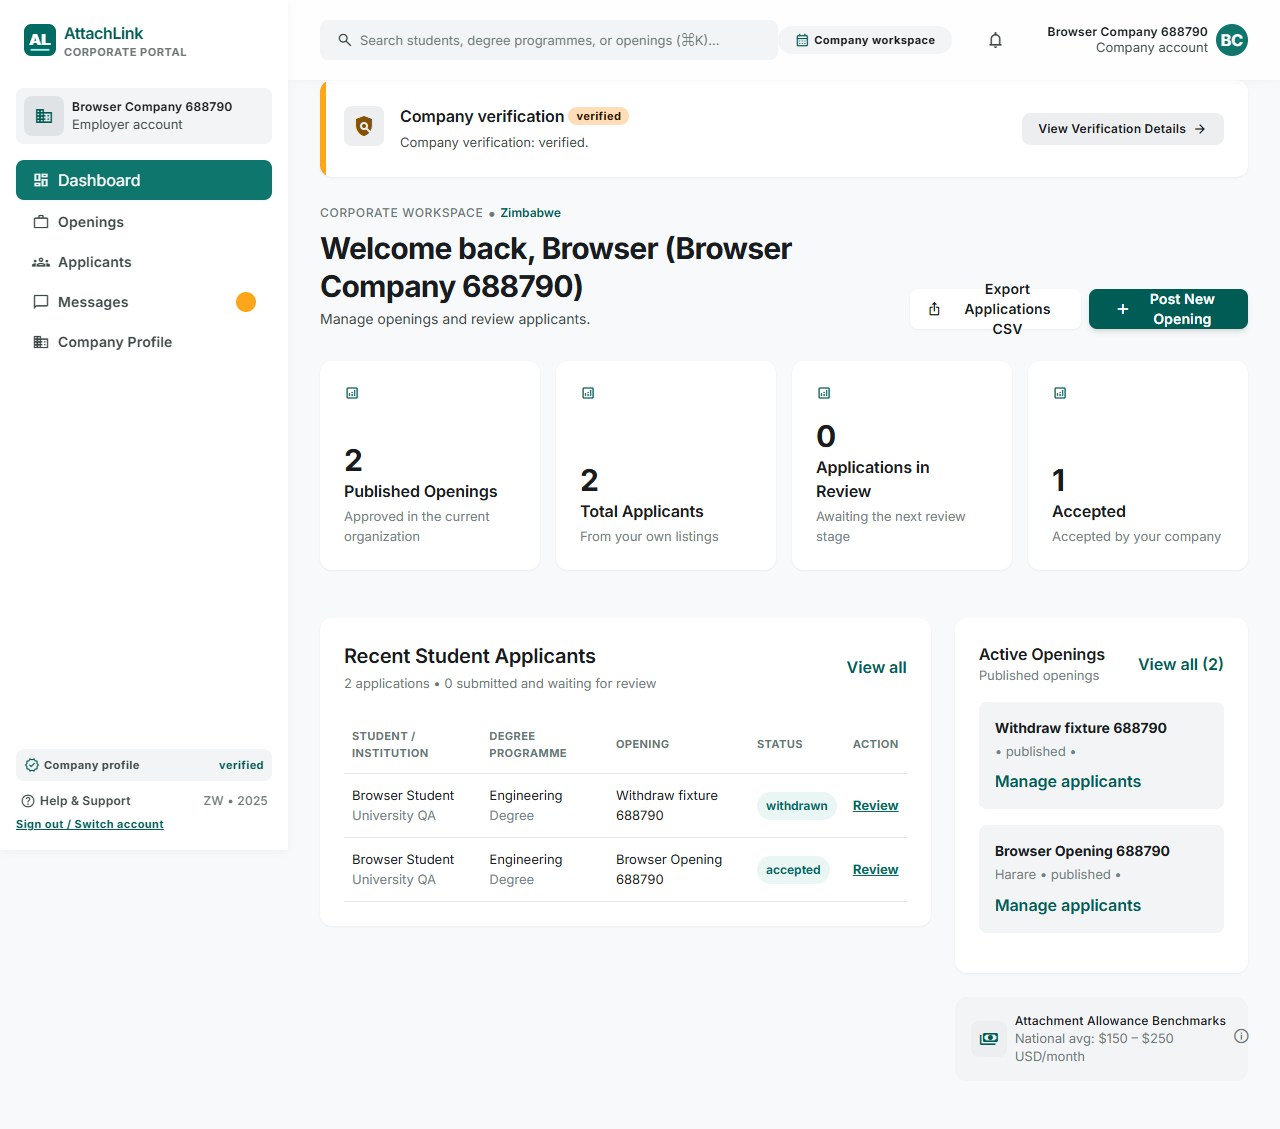 AL
AttachLink
CORPORATE PORTAL
Browser Company 688790
Employer account
Dashboard
Openings
Applicants
Messages
Company Profile
Company profile
verified
Help & Support
ZW • 2025
Sign out / Switch account
Search students, degree programmes, or openings (⌘K)...
Company workspace
Browser Company 688790
Company account
BC
Company verification verified
Company verification: verified.
View Verification Details
CORPORATE WORKSPACE • Zimbabwe
Welcome back, Browser (Browser
Company 688790)
Manage openings and review applicants.
Export
Applications
CSV
Post New
Opening
2
Published Openings
Approved in the current
organization
2
Total Applicants
From your own listings
0
Applications in
Review
Awaiting the next review
stage
1
Accepted
Accepted by your company
Recent Student Applicants
2 applications • 0 submitted and waiting for review
View all
STUDENT /
INSTITUTION
DEGREE
PROGRAMME
OPENING
STATUS
ACTION
Browser Student
University QA
Engineering
Degree
Withdraw fixture
688790
withdrawn
Review
Browser Student
University QA
Engineering
Degree
Browser Opening
688790
accepted
Review
Active Openings
Published openings
View all (2)
Withdraw fixture 688790
• published •
Manage applicants
Browser Opening 688790
Harare • published •
Manage applicants
Attachment Allowance Benchmarks
National avg: $150 – $250
USD/month